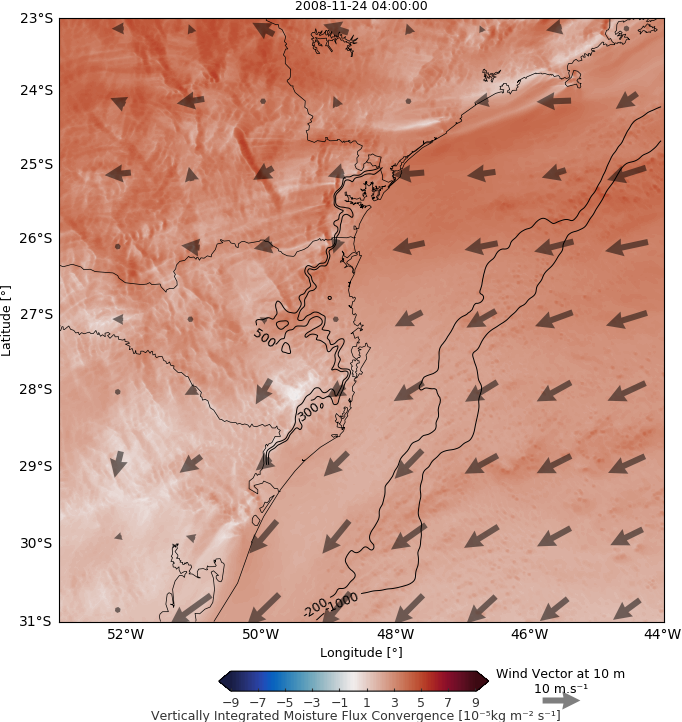 2008-11-24 04:00:00
23°S
24°S
25°S
26°S
27°S
28°S
29°S
30°S
31°S
Latitude [°]
500
300
-200
-1000
52°W 50°W 48°W 46°W 44°W
Longitude [°]
−9 −7 −5 −3 −1 1 3 5 7 9
Vertically Integrated Moisture Flux Convergence [10⁻⁵kg m⁻² s⁻¹]
Wind Vector at 10 m
10 m.s⁻¹